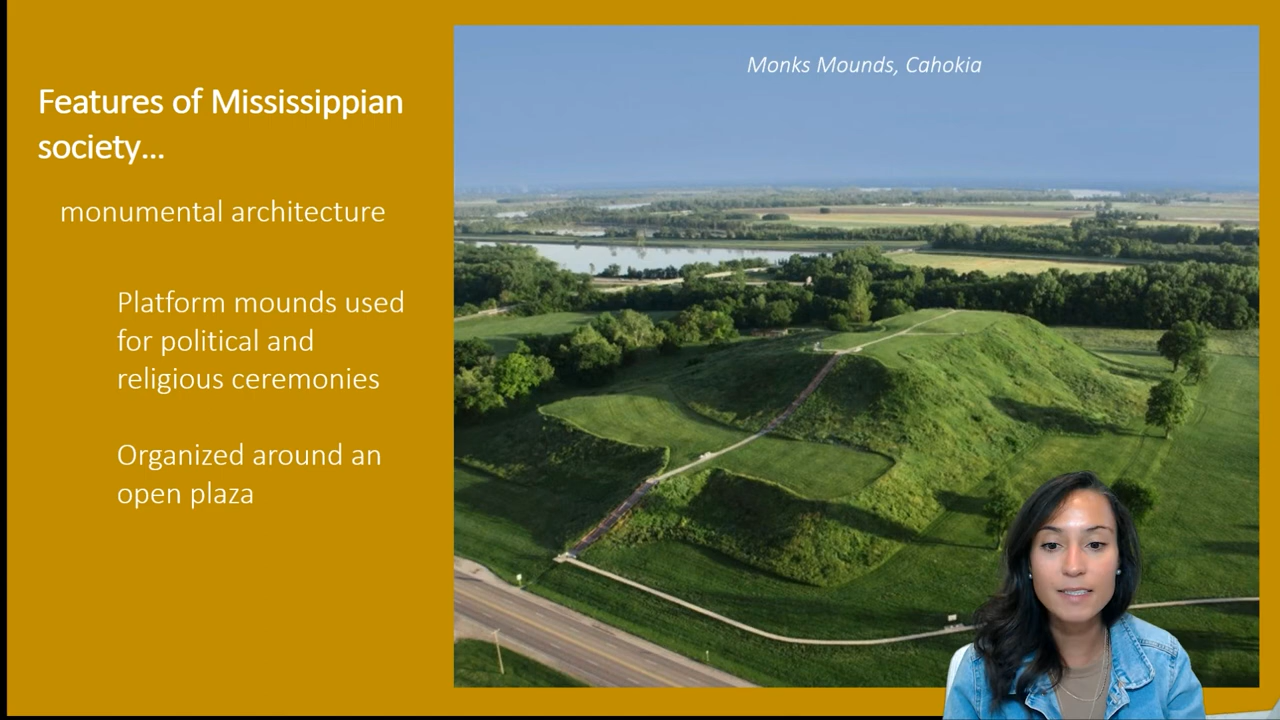 Monks Mounds, Cahokia
Features of Mississippian
society...
monumental architecture
Platform mounds used
for political and
religious ceremonies
Organized around an
open plaza